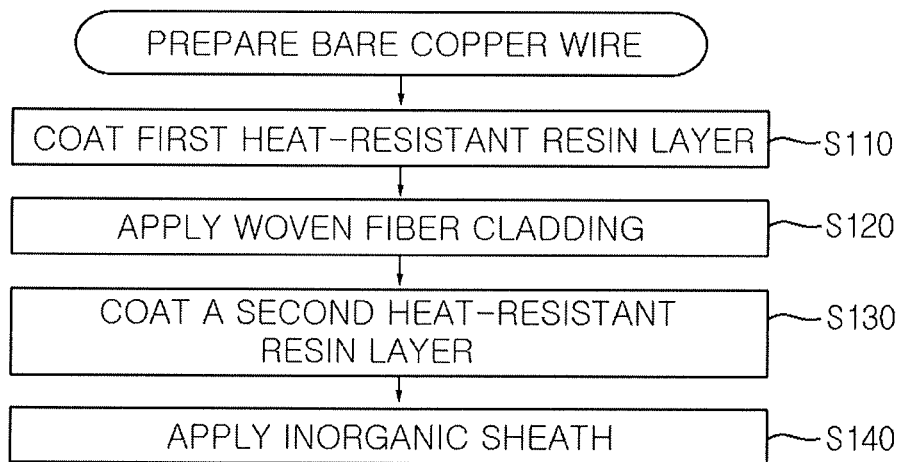 PREPARE BARE COPPER WIRE
COAT FIRST HEAT-RESISTANT RESIN LAYER S110
APPLY WOVEN FIBER CLADDING S120
COAT A SECOND HEAT-RESISTANT S130
RESIN LAYER
APPLY INORGANIC SHEATH S140